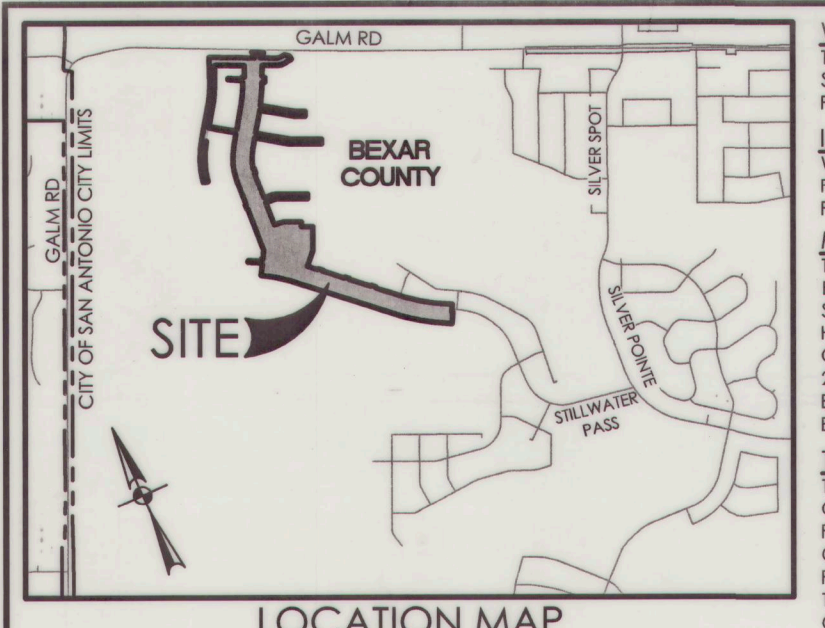 GALM RD
BEXAR
COUNTY
SILVER SPOT
GALM RD
CITY OF SAN ANTONIO CITY LIMITS
SITE
SILVER POINTE
STILLWATER
PASS
LOCATION MAP